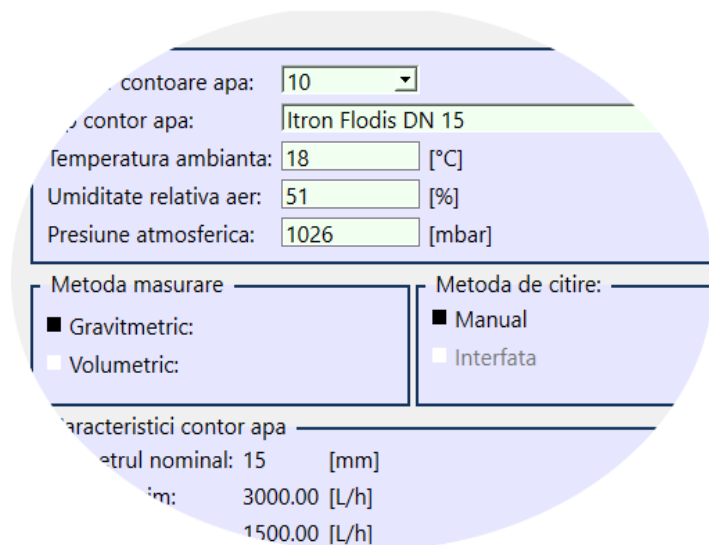 contoare apa: 10
contor apa: Itron Flodis DN 15
Temperatura ambianta: 18 [°C]
Umiditate relativa aer: 51 [%]
Presiune atmosferica: 1026 [mbar]
Metoda masurare Metoda de citire:
Gravitmetric: Manual
Volumetric: Interfata
contor apa
nominal: 15 [mm]
3000.00 [L/h]
1500.00 [L/h]